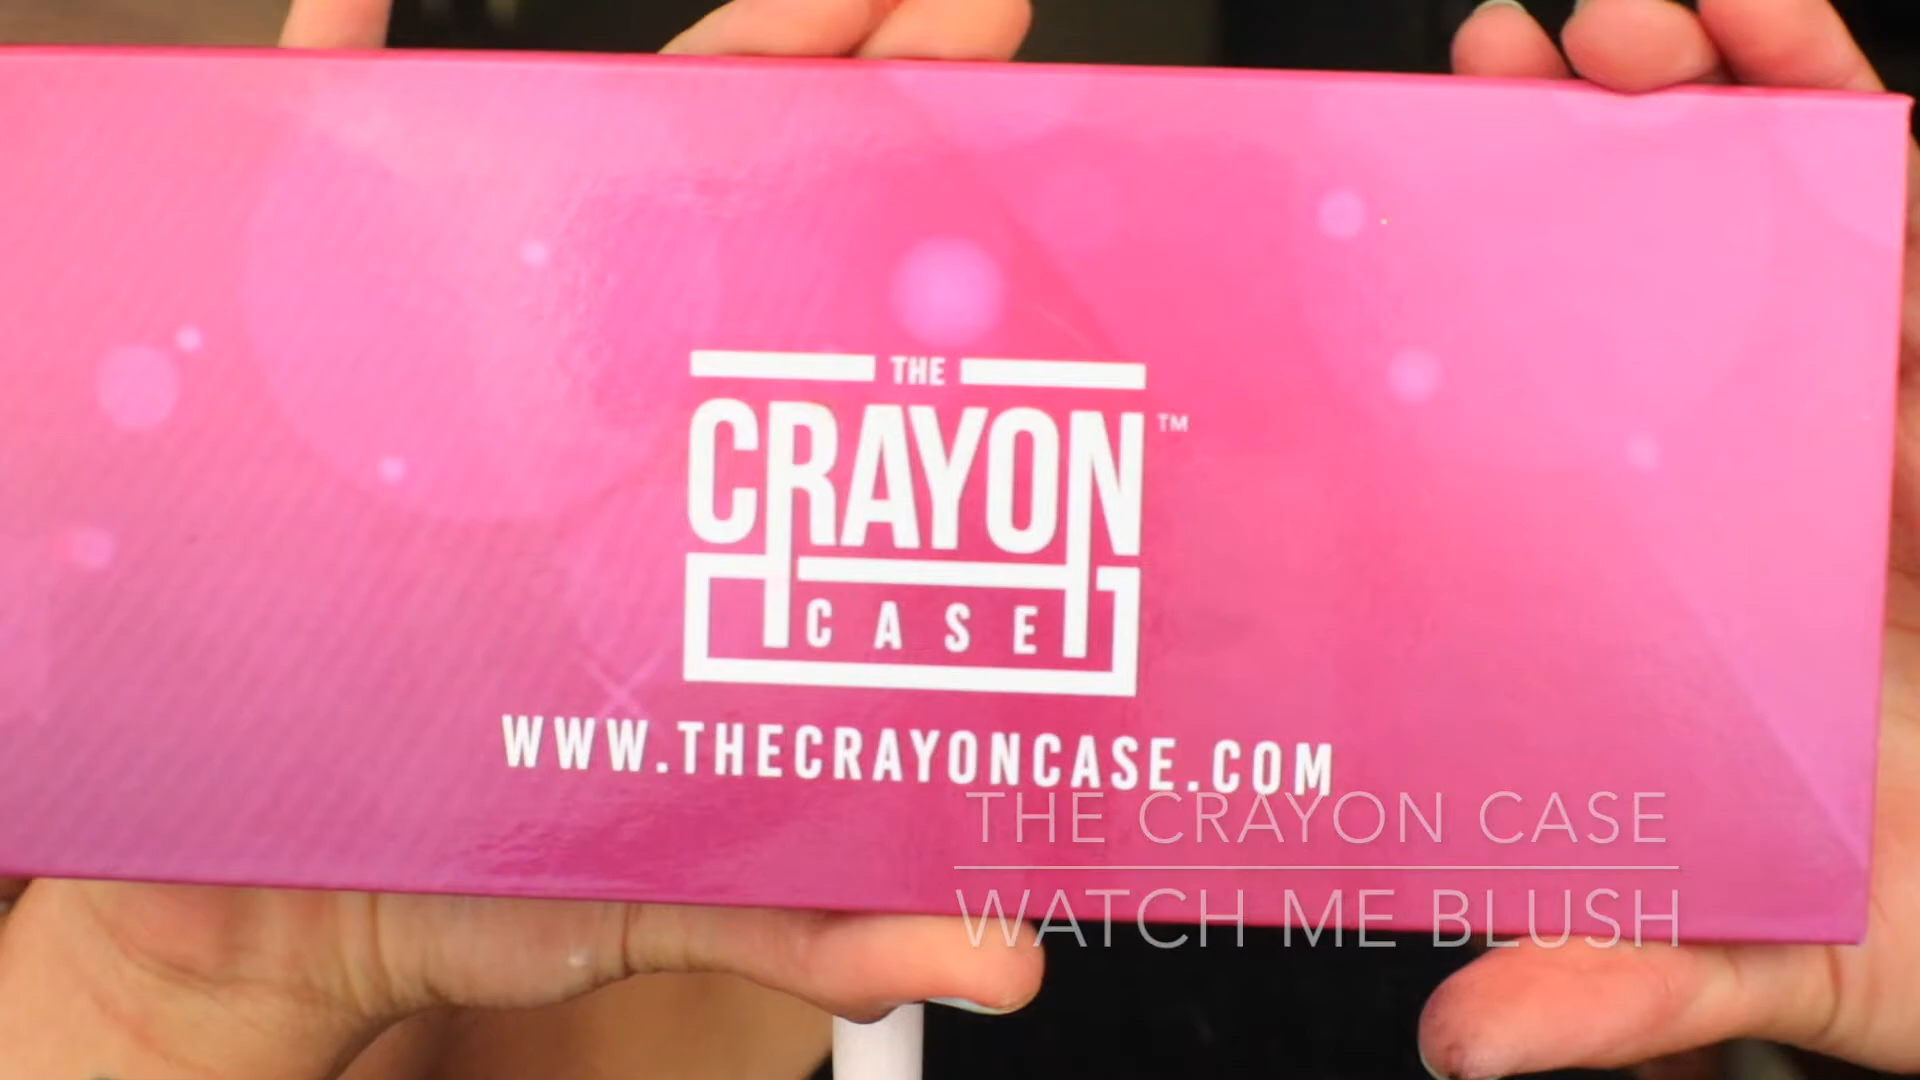 THE
CRAYON™
CASE
WWW.THECRAYONCASE.COM
THE CRAYON CASE
WATCH ME BLUSH